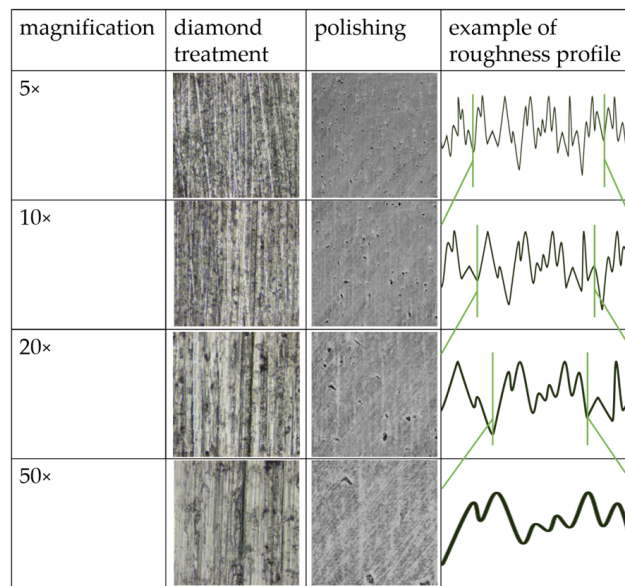 magnification
diamond
treatment
polishing
example of
roughness profile
5×
10×
20×
50×